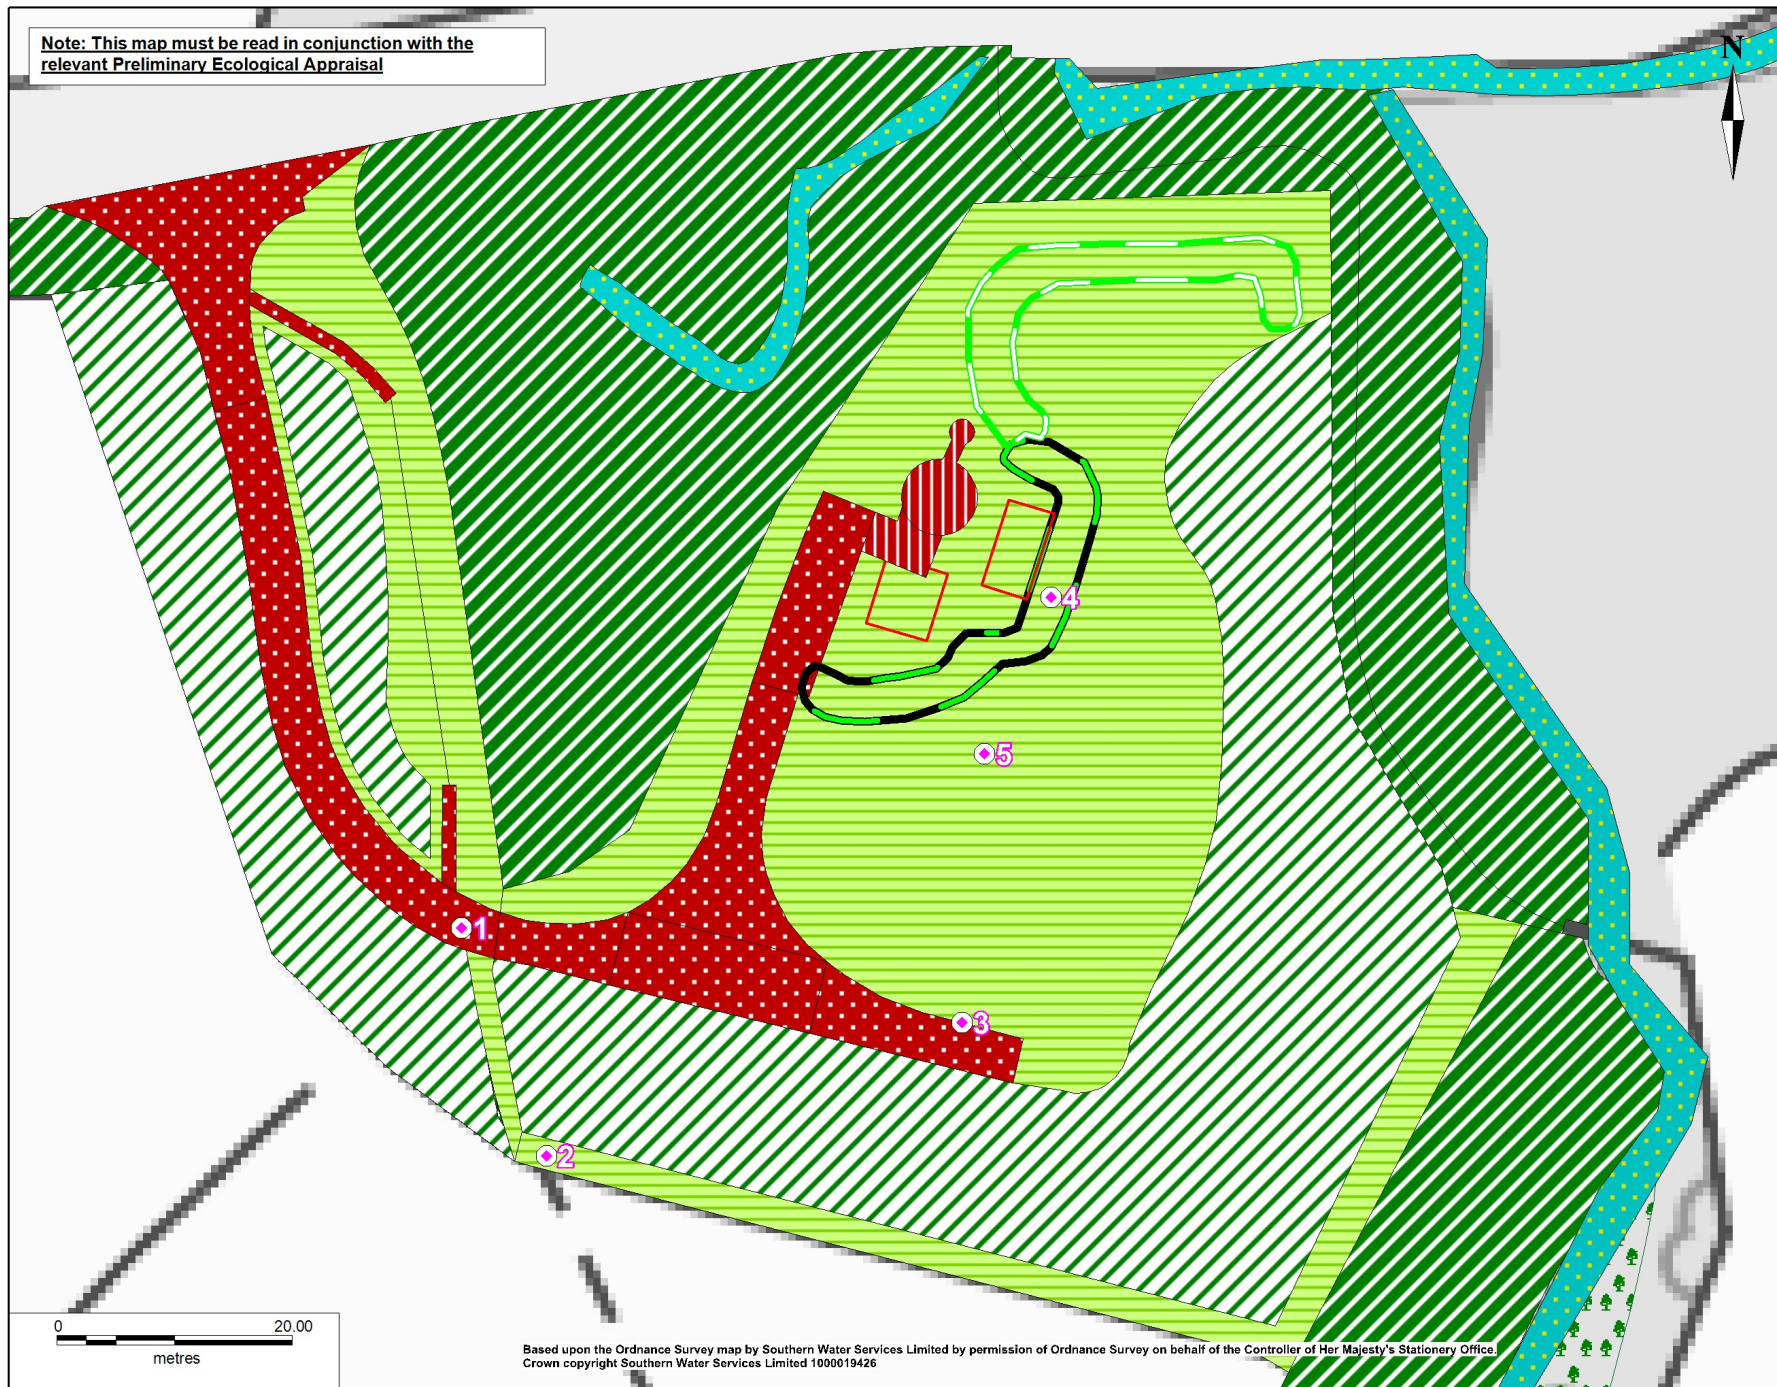 Note: This map must be read in conjunction with the
relevant Preliminary Ecological Appraisal
N
4
5
1
3
2
0 20.00
metres
Based upon the Ordnance Survey map by Southern Water Services Limited by permission of Ordnance Survey on behalf of the Controller of Her Majesty's Stationery Office.
Crown copyright Southern Water Services Limited 1000019426